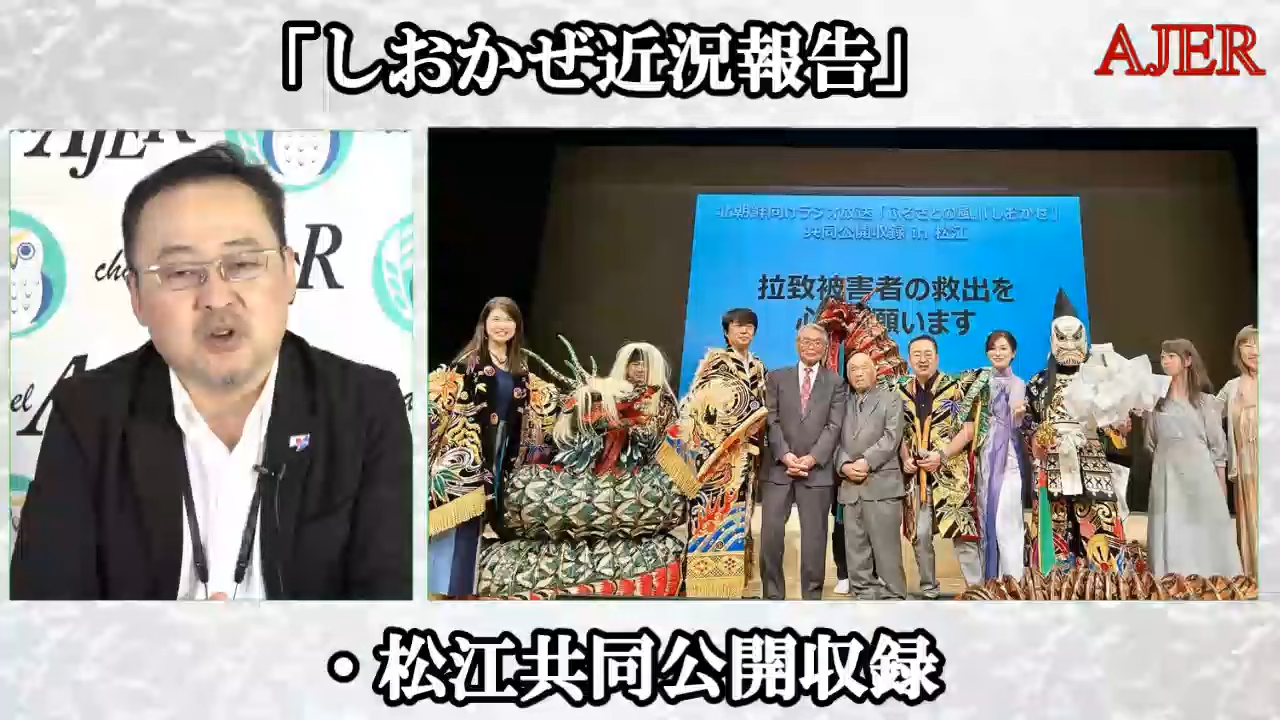 「しおかぜ近況報告」
AJER
AJER
R
北朝鮮向けラジオ放送「ふるさとの風」「しおかぜ」
共同公開収録 in 松江
拉致被害者の救出を
願います
・松江共同公開収録